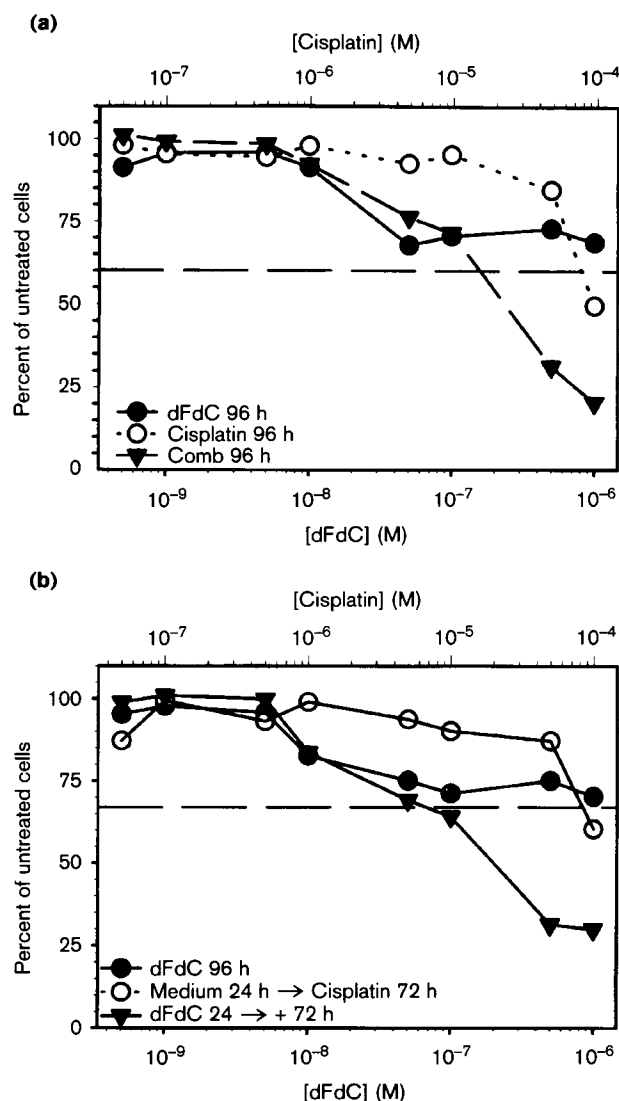 (a)
[Cisplatin] (M)
10⁻⁷ 10⁻⁶ 10⁻⁵ 10⁻⁴
Percent of untreated cells
100
75
50
25
0
dFdC 96 h
Cisplatin 96 h
Comb 96 h
10⁻⁹ 10⁻⁸ 10⁻⁷ 10⁻⁶
[dFdC] (M)
(b)
[Cisplatin] (M)
10⁻⁷ 10⁻⁶ 10⁻⁵ 10⁻⁴
Percent of untreated cells
100
75
50
25
0
dFdC 96 h
Medium 24 h → Cisplatin 72 h
dFdC 24 → + 72 h
10⁻⁹ 10⁻⁸ 10⁻⁷ 10⁻⁶
[dFdC] (M)